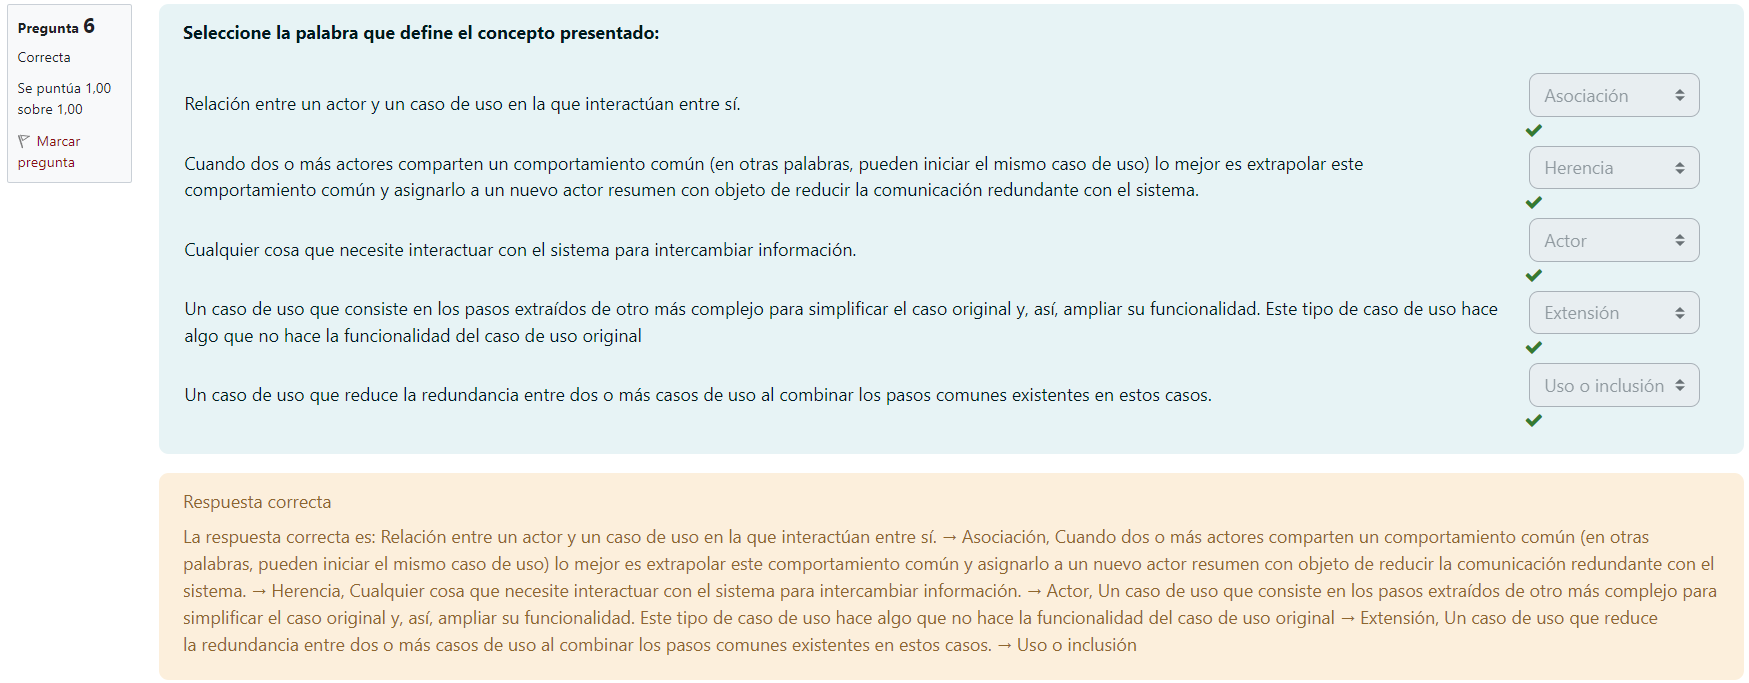 Pregunta 6
Correcta
Se puntúa 1,00
sobre 1,00
Marcar
pregunta
Seleccione la palabra que define el concepto presentado:
Relación entre un actor y un caso de uso en la que interactúan entre sí.
Asociación
Cuando dos o más actores comparten un comportamiento común (en otras palabras, pueden iniciar el mismo caso de uso) lo mejor es extrapolar este
comportamiento común y asignarlo a un nuevo actor resumen con objeto de reducir la comunicación redundante con el sistema.
Herencia
Cualquier cosa que necesite interactuar con el sistema para intercambiar información.
Actor
Un caso de uso que consiste en los pasos extraídos de otro más complejo para simplificar el caso original y, así, ampliar su funcionalidad. Este tipo de caso de uso hace
algo que no hace la funcionalidad del caso de uso original
Extensión
Un caso de uso que reduce la redundancia entre dos o más casos de uso al combinar los pasos comunes existentes en estos casos.
Uso o inclusión
Respuesta correcta
La respuesta correcta es: Relación entre un actor y un caso de uso en la que interactúan entre sí. → Asociación, Cuando dos o más actores comparten un comportamiento común (en otras
palabras, pueden iniciar el mismo caso de uso) lo mejor es extrapolar este comportamiento común y asignarlo a un nuevo actor resumen con objeto de reducir la comunicación redundante con el
sistema. → Herencia, Cualquier cosa que necesite interactuar con el sistema para intercambiar información. → Actor, Un caso de uso que consiste en los pasos extraídos de otro más complejo para
simplificar el caso original y, así, ampliar su funcionalidad. Este tipo de caso de uso hace algo que no hace la funcionalidad del caso de uso original → Extensión, Un caso de uso que reduce
la redundancia entre dos o más casos de uso al combinar los pasos comunes existentes en estos casos. → Uso o inclusión